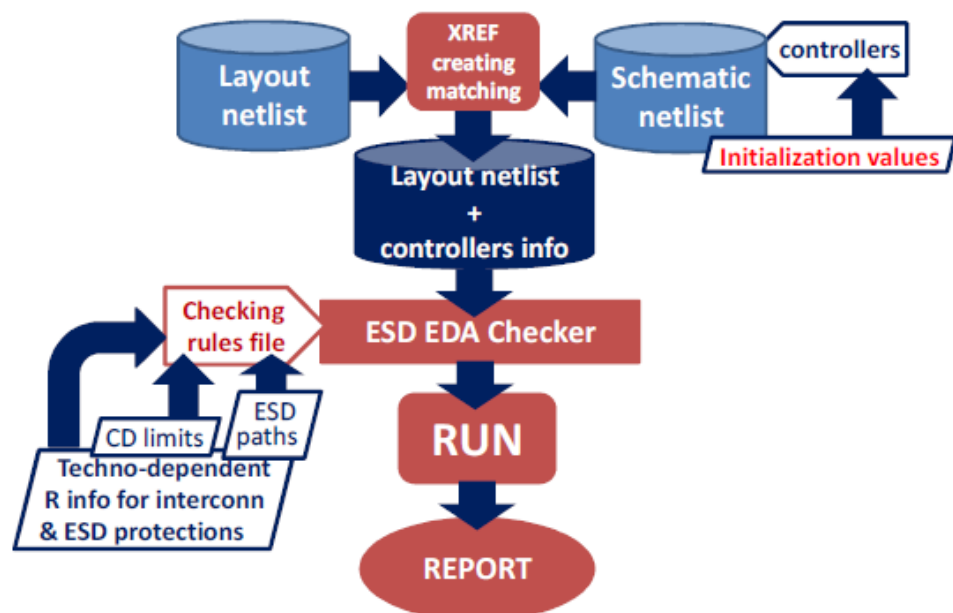 Layout
netlist
XREF
creating
matching
Schematic
netlist
controllers
Initialization values
Layout netlist
+
controllers info
Checking
rules file
ESD EDA Checker
CD limits
ESD
paths
Techno-dependent
R info for interconn
& ESD protections
RUN
REPORT